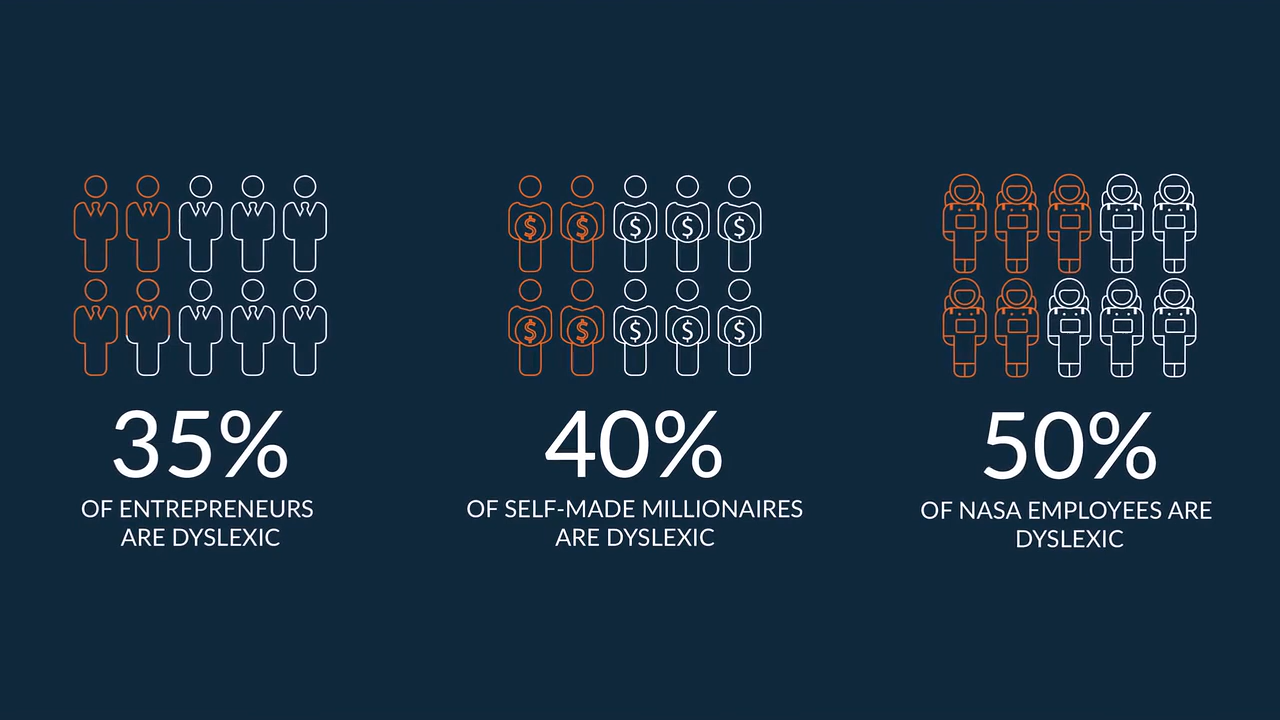 35%
OF ENTREPRENEURS
ARE DYSLEXIC
40%
OF SELF-MADE MILLIONAIRES
ARE DYSLEXIC
50%
OF NASA EMPLOYEES ARE
DYSLEXIC